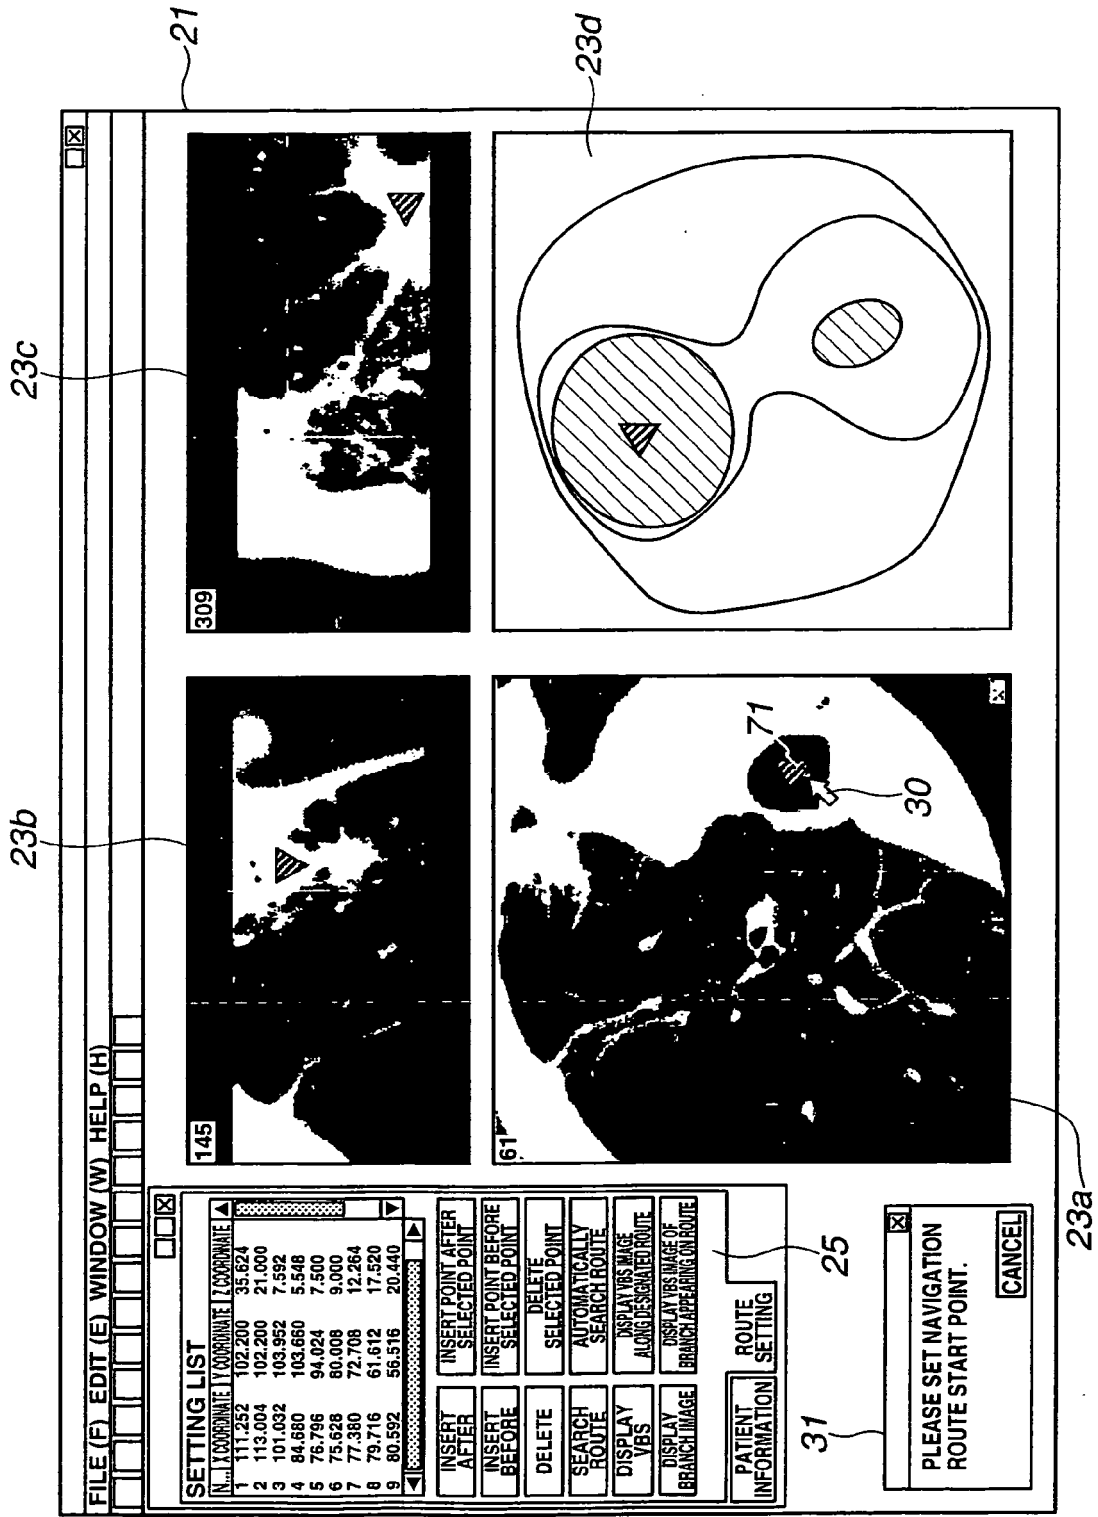 21
FILE (F) EDIT (E) WINDOW (W) HELP (H)
SETTING LIST
N... X COORDINATE Y COORDINATE Z COORDINATE
1 111.252 102.200 35.624
2 113.004 102.200 21.000
3 101.032 103.952 7.592
4 84.680 103.660 5.548
5 76.796 94.024 7.500
6 75.628 80.008 9.000
7 77.380 72.708 12.264
8 79.716 61.612 17.520
9 80.592 56.516 20.440
INSERT
AFTER
INSERT POINT AFTER
SELECTED POINT
INSERT
BEFORE
INSERT POINT BEFORE
SELECTED POINT
DELETE
DELETE
SELECTED POINT
SEARCH
ROUTE
AUTOMATICALLY
SEARCH ROUTE
DISPLAY
VBS
DISPLAY VBS IMAGE
ALONG DESIGNATED ROUTE
DISPLAY
BRANCH IMAGE
DISPLAY VBS IMAGE OF
BRANCH APPEARING ON ROUTE
PATIENT
INFORMATION
ROUTE
SETTING
25
31
PLEASE SET NAVIGATION
ROUTE START POINT.
CANCEL
23b
145
23c
309
61
71
30
23a
23d